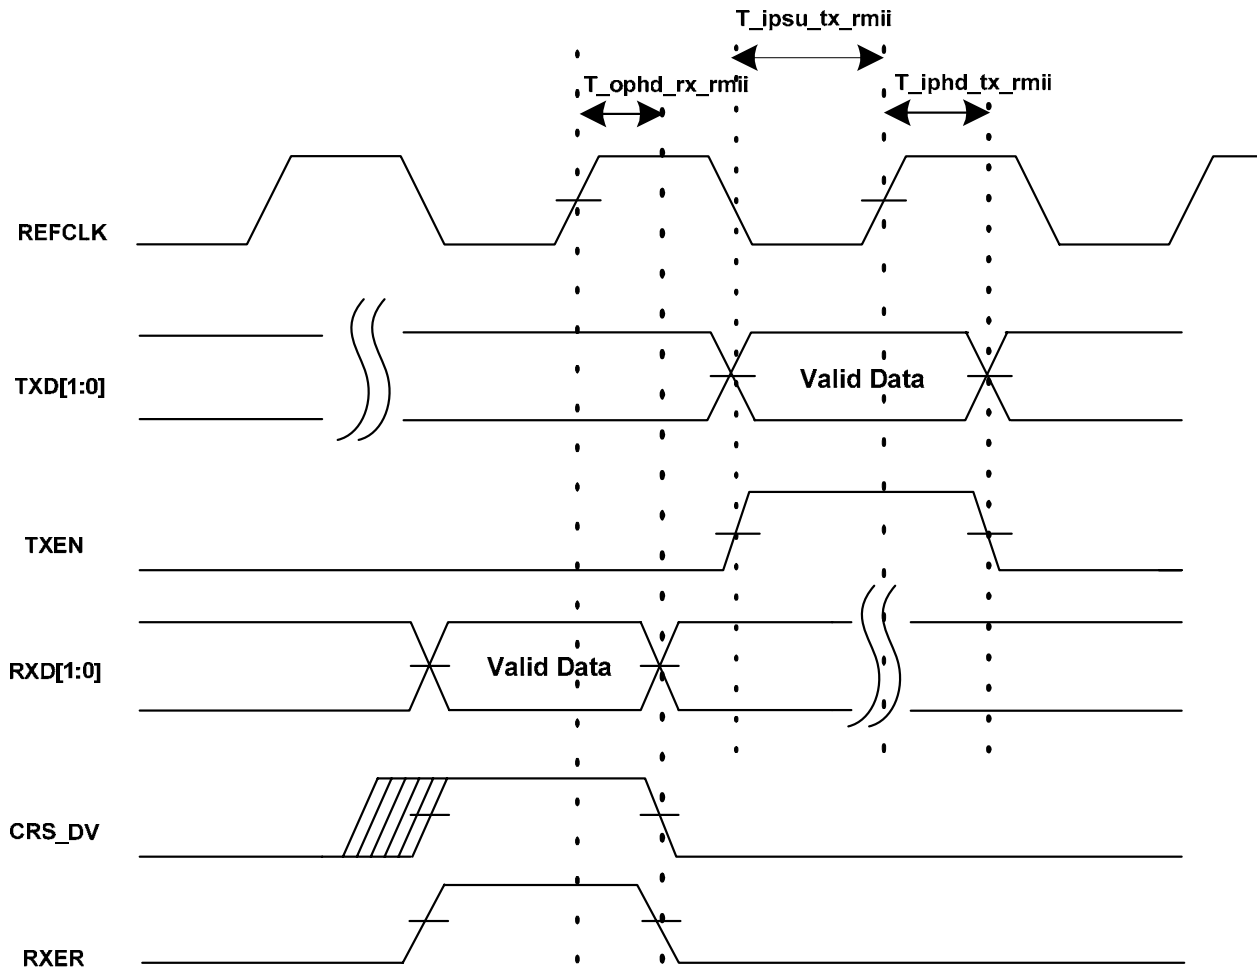 T_ipsu_tx_rmii
T_ophd_rx_rmii
T_iphd_tx_rmii
REFCLK
TXD[1:0]
Valid Data
TXEN
RXD[1:0]
Valid Data
CRS_DV
RXER